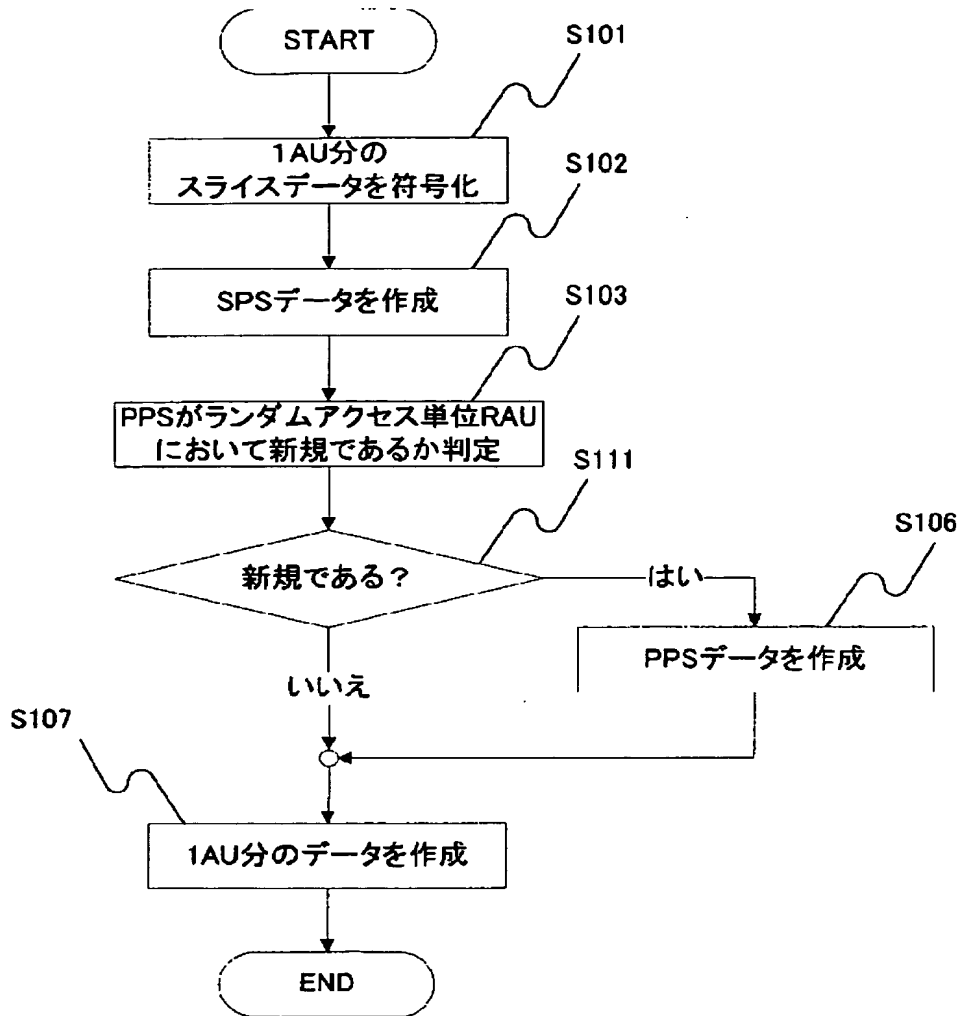 START
S101
1AU分の
スライスデータを符号化
S102
SPSデータを作成
S103
PPSがランダムアクセス単位RAU
において新規であるか判定
S111
新規である？
はい
S106
PPSデータを作成
いいえ
S107
1AU分のデータを作成
END